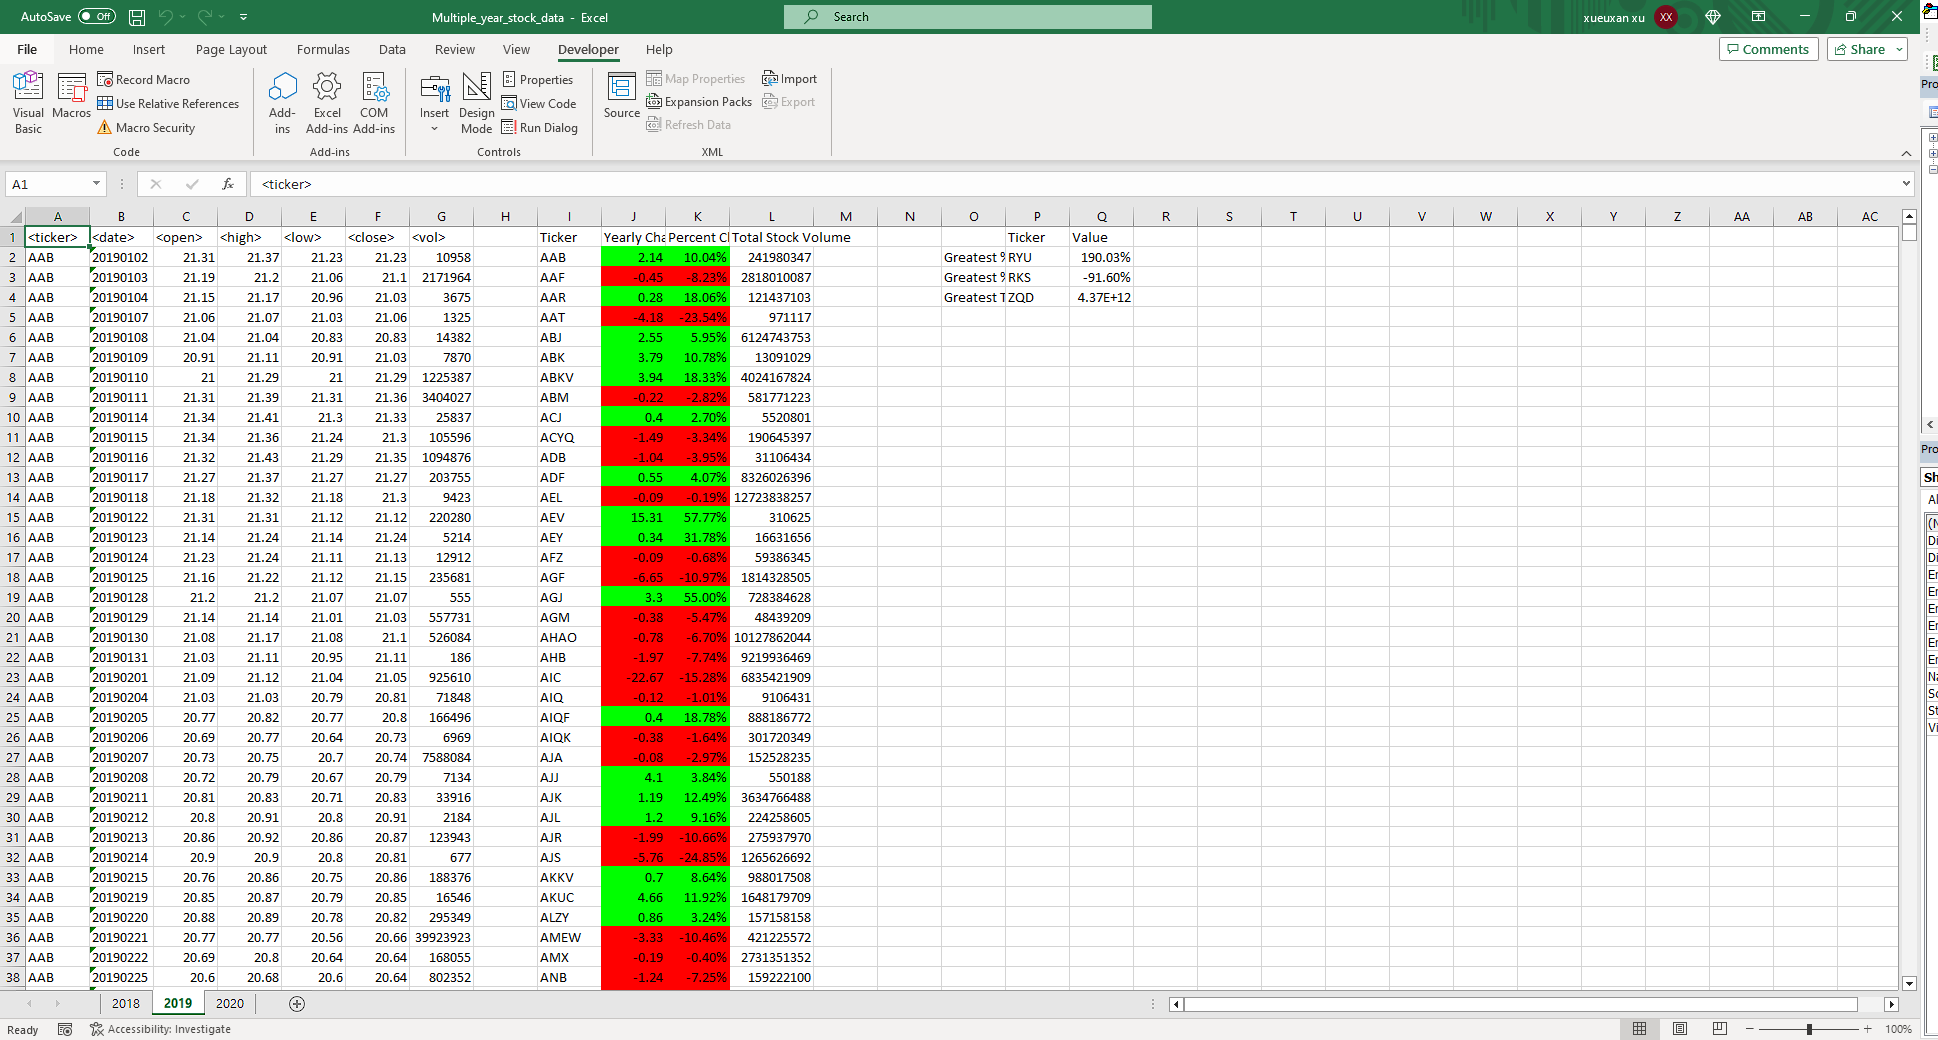 AutoSave Off Multiple_year_stock_data - Excel Search xueuxan xu XX
File Home Insert Page Layout Formulas Data Review View Developer Help Comments Share
Visual Basic Macros Record Macro Use Relative References Macro Security
Add-ins Excel Add-ins COM Add-ins
Insert Design Mode Properties View Code Run Dialog
Source Map Properties Expansion Packs Refresh Data Import Export
Code Add-ins Controls XML
A1 fx <ticker>
A B C D E F G H I J K L M N O P Q R S T U V W X Y Z AA AB AC
1 <ticker> <date> <open> <high> <low> <close> <vol> Ticker Yearly Cha Percent Cl Total Stock Volume Ticker Value
2 AAB 20190102 21.31 21.37 21.23 21.23 10958 AAB 2.14 10.04% 241980347 Greatest % RYU 190.03%
3 AAB 20190103 21.19 21.2 21.06 21.1 2171964 AAF -0.45 -8.23% 2818010087 Greatest % RKS -91.60%
4 AAB 20190104 21.15 21.17 20.96 21.03 3675 AAR 0.28 18.06% 121437103 Greatest T ZQD 4.37E+12
5 AAB 20190107 21.06 21.07 21.03 21.06 1325 AAT -4.18 -23.54% 971117
6 AAB 20190108 21.04 21.04 20.83 20.83 14382 ABJ 2.55 5.95% 6124743753
7 AAB 20190109 20.91 21.11 20.91 21.03 7870 ABK 3.79 10.78% 13091029
8 AAB 20190110 21 21.29 21 21.29 1225387 ABKV 3.94 18.33% 4024167824
9 AAB 20190111 21.31 21.39 21.31 21.36 3404027 ABM -0.22 -2.82% 581771223
10 AAB 20190114 21.34 21.41 21.3 21.33 25837 ACJ 0.4 2.70% 5520801
11 AAB 20190115 21.34 21.36 21.24 21.3 105596 ACYQ -1.49 -3.34% 190645397
12 AAB 20190116 21.32 21.43 21.29 21.35 1094876 ADB -1.04 -3.95% 31106434
13 AAB 20190117 21.27 21.37 21.27 21.27 203755 ADF 0.55 4.07% 8326026396
14 AAB 20190118 21.18 21.32 21.18 21.3 9423 AEL -0.09 -0.19% 12723838257
15 AAB 20190122 21.31 21.31 21.12 21.12 220280 AEV 15.31 57.77% 310625
16 AAB 20190123 21.14 21.24 21.14 21.24 5214 AEY 0.34 31.78% 16631656
17 AAB 20190124 21.23 21.24 21.11 21.13 12912 AFZ -0.09 -0.68% 59386345
18 AAB 20190125 21.16 21.22 21.12 21.15 235681 AGF -6.65 -10.97% 1814328505
19 AAB 20190128 21.2 21.2 21.07 21.07 555 AGJ 3.3 55.00% 728384628
20 AAB 20190129 21.14 21.14 21.01 21.03 557731 AGM -0.38 -5.47% 48439209
21 AAB 20190130 21.08 21.17 21.08 21.1 526084 AHAO -0.78 -6.70% 10127862044
22 AAB 20190131 21.03 21.11 20.95 21.11 186 AHB -1.97 -7.74% 9219936469
23 AAB 20190201 21.09 21.12 21.04 21.05 925610 AIC -22.67 -15.28% 6835421909
24 AAB 20190204 21.03 21.03 20.79 20.81 71848 AIQ -0.12 -1.01% 9106431
25 AAB 20190205 20.77 20.82 20.77 20.8 166496 AIQF 0.4 18.78% 888186772
26 AAB 20190206 20.69 20.77 20.64 20.73 6969 AIQK -0.38 -1.64% 301720349
27 AAB 20190207 20.73 20.75 20.7 20.74 7588084 AJA -0.08 -2.97% 152528235
28 AAB 20190208 20.72 20.79 20.67 20.79 7134 AJJ 4.1 3.84% 550188
29 AAB 20190211 20.81 20.83 20.71 20.83 33916 AJK 1.19 12.49% 3634766488
30 AAB 20190212 20.8 20.91 20.8 20.91 2184 AJL 1.2 9.16% 224258605
31 AAB 20190213 20.86 20.92 20.86 20.87 123943 AJR -1.99 -10.66% 275937970
32 AAB 20190214 20.9 20.9 20.8 20.81 677 AJS -5.76 -24.85% 1265626692
33 AAB 20190215 20.76 20.86 20.75 20.86 188376 AKKV 0.7 8.64% 988017508
34 AAB 20190219 20.85 20.87 20.79 20.85 16546 AKUC 4.66 11.92% 1648179709
35 AAB 20190220 20.88 20.89 20.78 20.82 295349 ALZY 0.86 3.24% 157158158
36 AAB 20190221 20.77 20.77 20.56 20.66 39923923 AMEW -3.33 -10.46% 421225572
37 AAB 20190222 20.69 20.8 20.64 20.64 168055 AMX -0.19 -0.40% 2731351352
38 AAB 20190225 20.6 20.68 20.6 20.64 802352 ANB -1.24 -7.25% 159222100
2018 2019 2020
Ready Accessibility: Investigate 100%